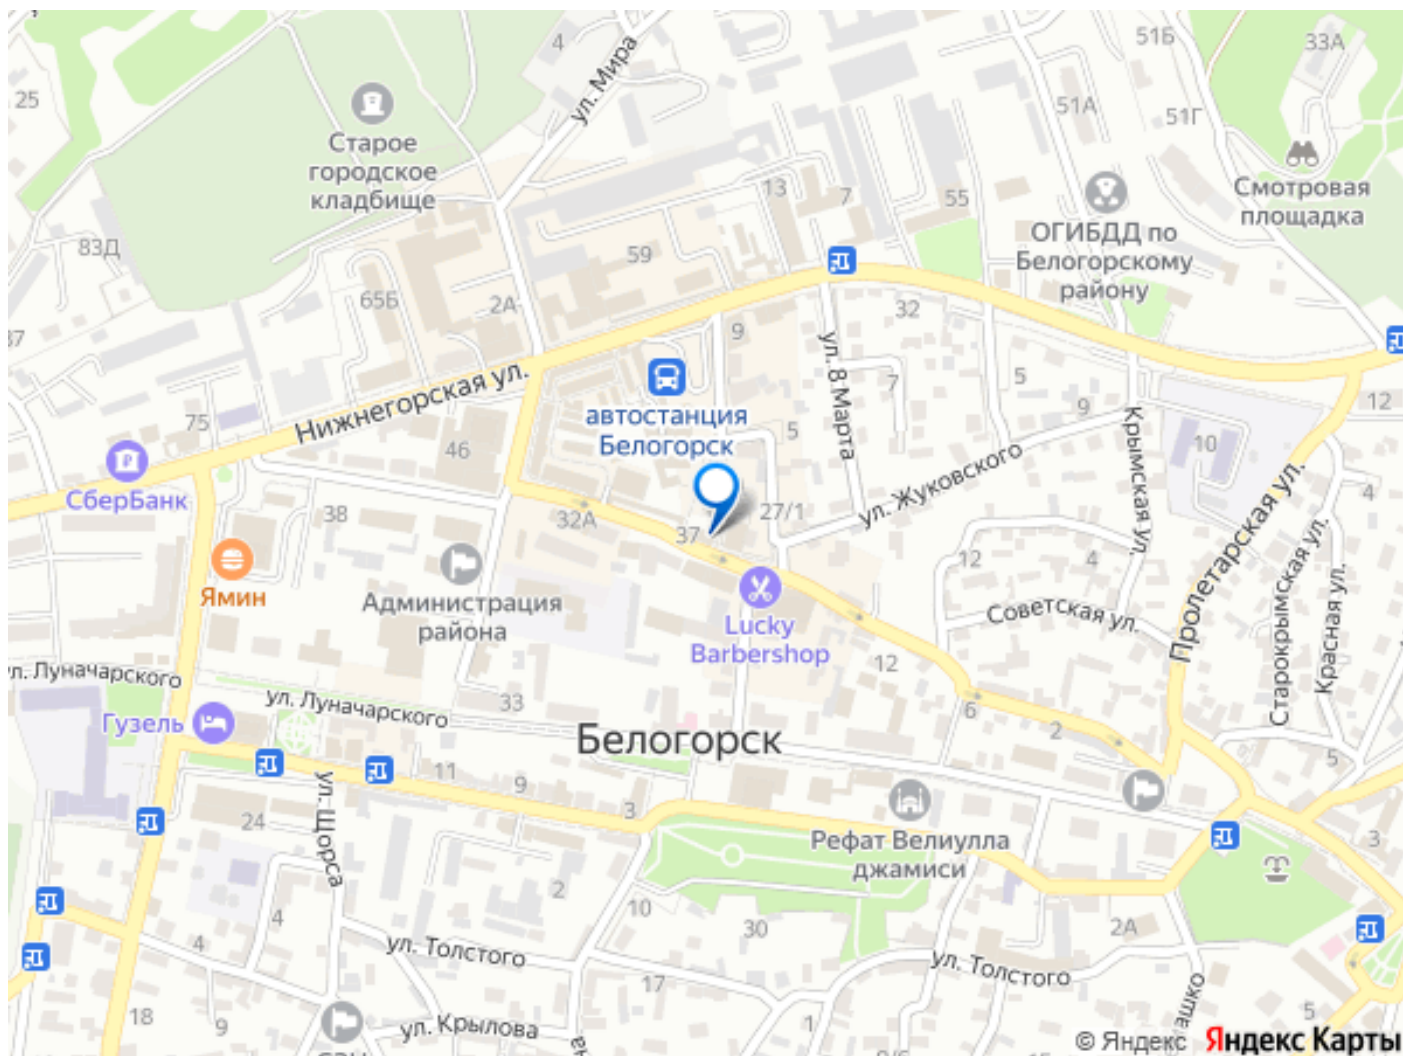 4
51Б
33А
25
ул. Мира
51А
51Г
Старое
городское
кладбище
13
7
55
Смотровая
площадка
83Д
59
ОГИБДД по
Белогорскому
району
65Б
2А
32
37
9
ул. 8 Марта
Нижнегорская ул.
автостанция
Белогорск
7
5
9
12
75
46
5
Крымская ул.
10
СберБанк
ул. Жуковского
Пролетарская ул.
4
38
32А
37
27/1
12
4
Старокрымская ул.
Красная ул.
Ямин
Администрация
района
Lucky
Barbershop
Советская ул.
12
ул. Луначарского
33
ул. Луначарского
6
2
Гузель
Белогорск
5
11
9
3
ул. Щорса
24
Рефат Велиулла
джамиси
3
2
4
10
30
2А
4
ул. Толстого
17
ул. Толстого
18
9
ул. Крылова
1
5
© Яндекс Яндекс Карты